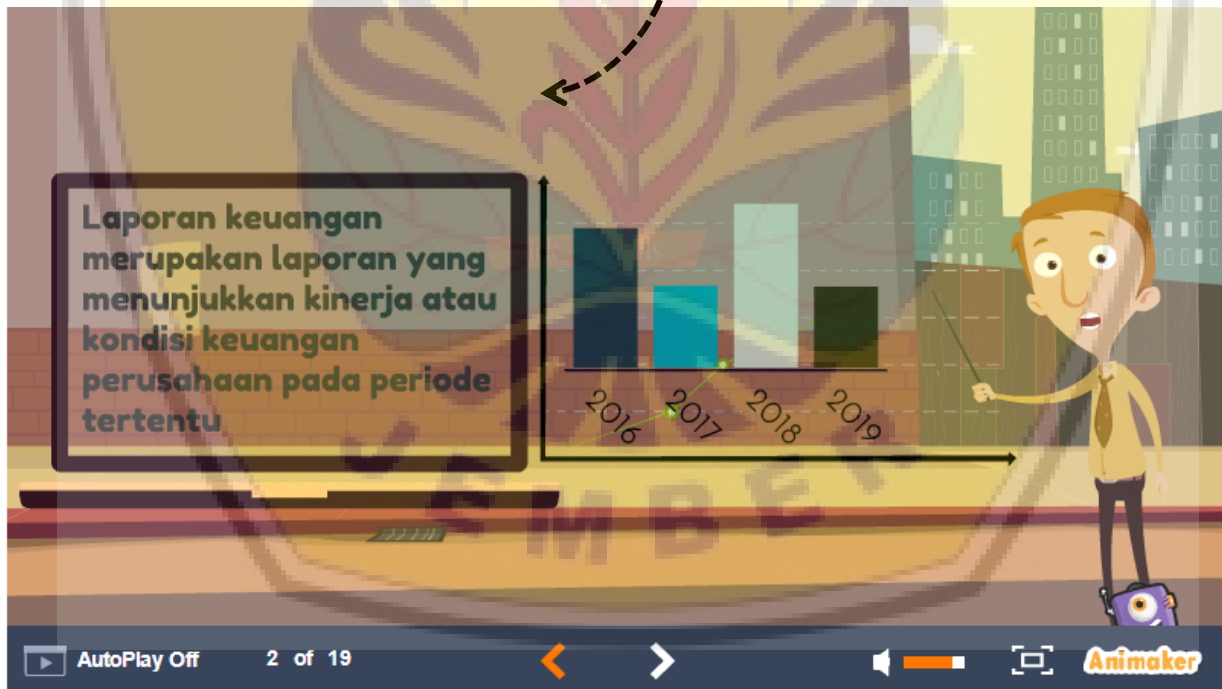 Laporan keuangan
merupakan laporan yang
menunjukkan kinerja atau
kondisi keuangan
perusahaan pada periode
tertentu
2016 2017 2018 2019
JEMBER
AutoPlay Off 2 of 19 Animaker